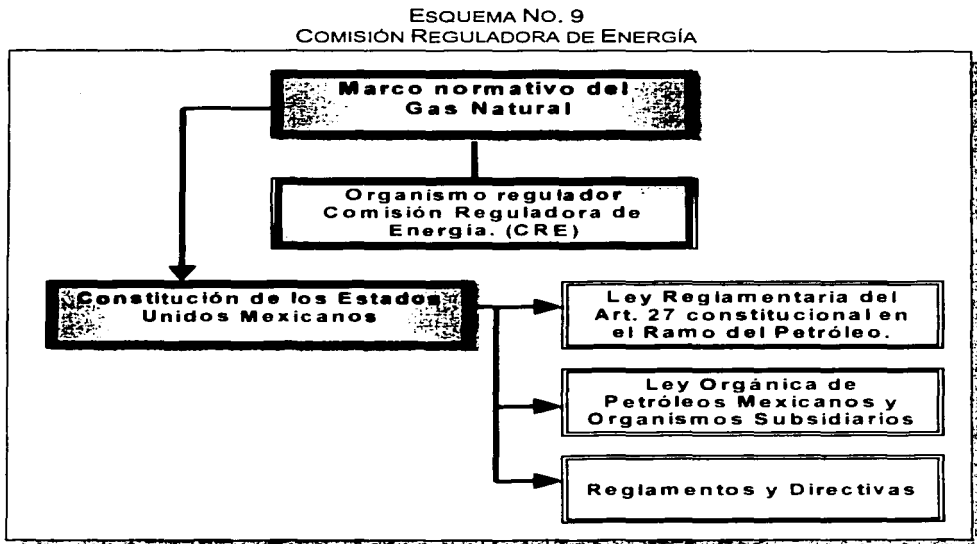 ESQUEMA NO. 9
COMISIÓN REGULADORA DE ENERGÍA
Marco normativo del
Gas Natural
Organismo regulador
Comisión Reguladora de
Energía. (CRE)
Constitución de los Estados
Unidos Mexicanos
Ley Reglamentaria del
Art. 27 constitucional en
el Ramo del Petróleo.
Ley Orgánica de
Petróleos Mexicanos y
Organismos Subsidiarios
Reglamentos y Directivas